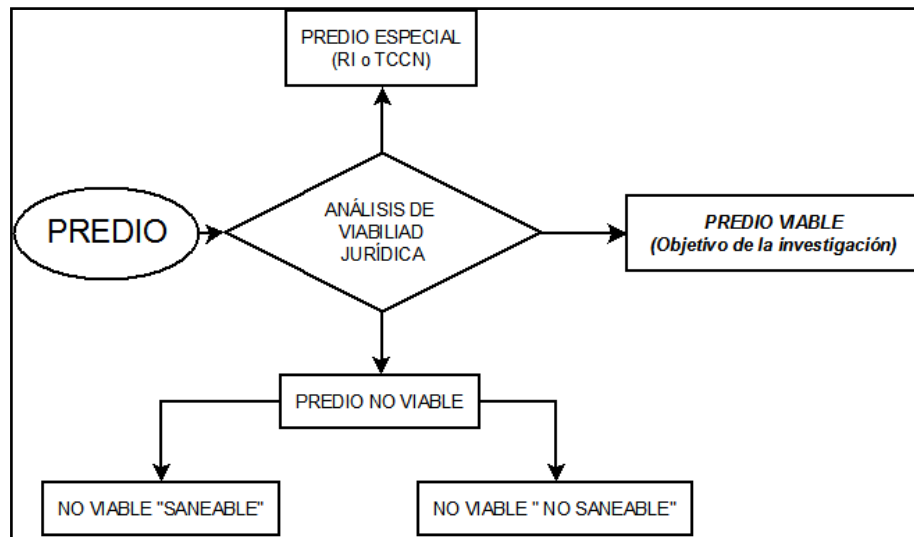 PREDIO ESPECIAL
(RI o TCCN)
PREDIO
ANÁLISIS DE
VIABILIAD
JURÍDICA
PREDIO VIABLE
(Objetivo de la investigación)
PREDIO NO VIABLE
NO VIABLE "SANEABLE"
NO VIABLE " NO SANEABLE"